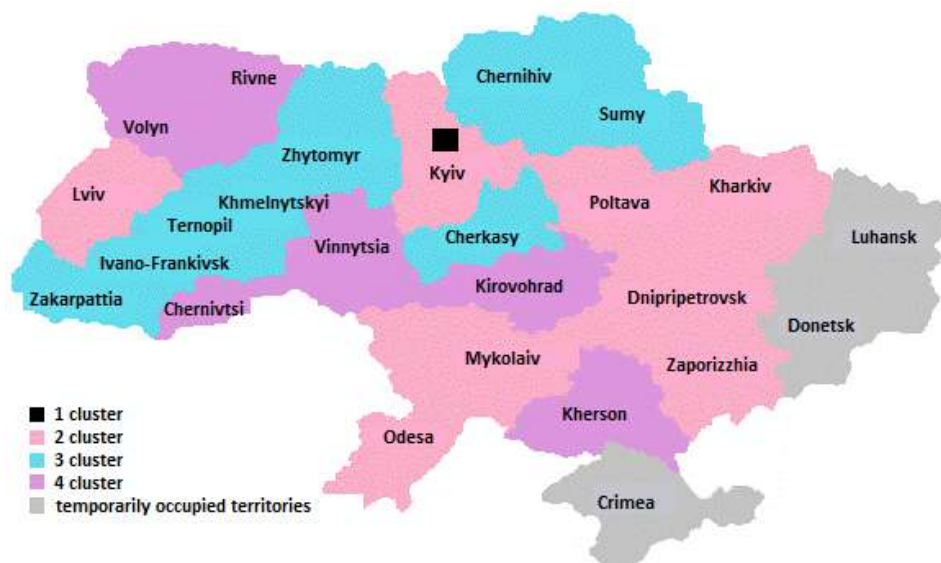 Chernihiv
Rivne
Sumy
Volyn
Zhytomyr
Kyiv
Kharkiv
Lviv
Poltava
Khmelnytskyi
Ternopil
Luhansk
Vinnytsia
Cherkasy
Ivano-Frankivsk
Kirovohrad
Zakarpattia
Chernivtsi
Dnipripetrovsk
Donetsk
Mykolaiv
Zaporizzhia
Kherson
Odesa
Crimea
1 cluster
2 cluster
3 cluster
4 cluster
temporarily occupied territories